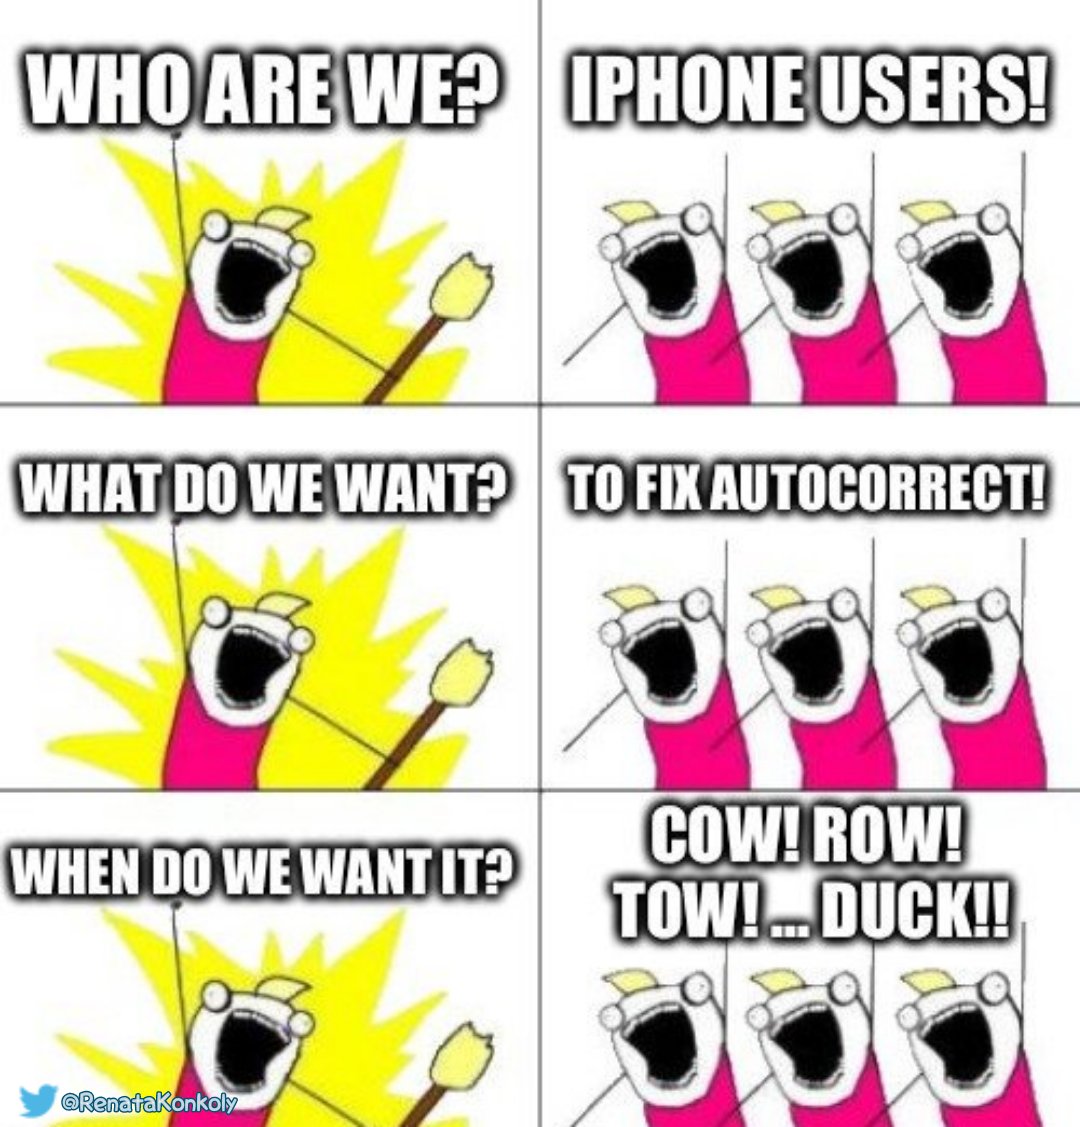 WHO ARE WE?
IPHONE USERS!
WHAT DO WE WANT?
TO FIX AUTOCORRECT!
WHEN DO WE WANT IT?
COW! ROW!
TOW! ... DUCK!!
@RenataKonkoly